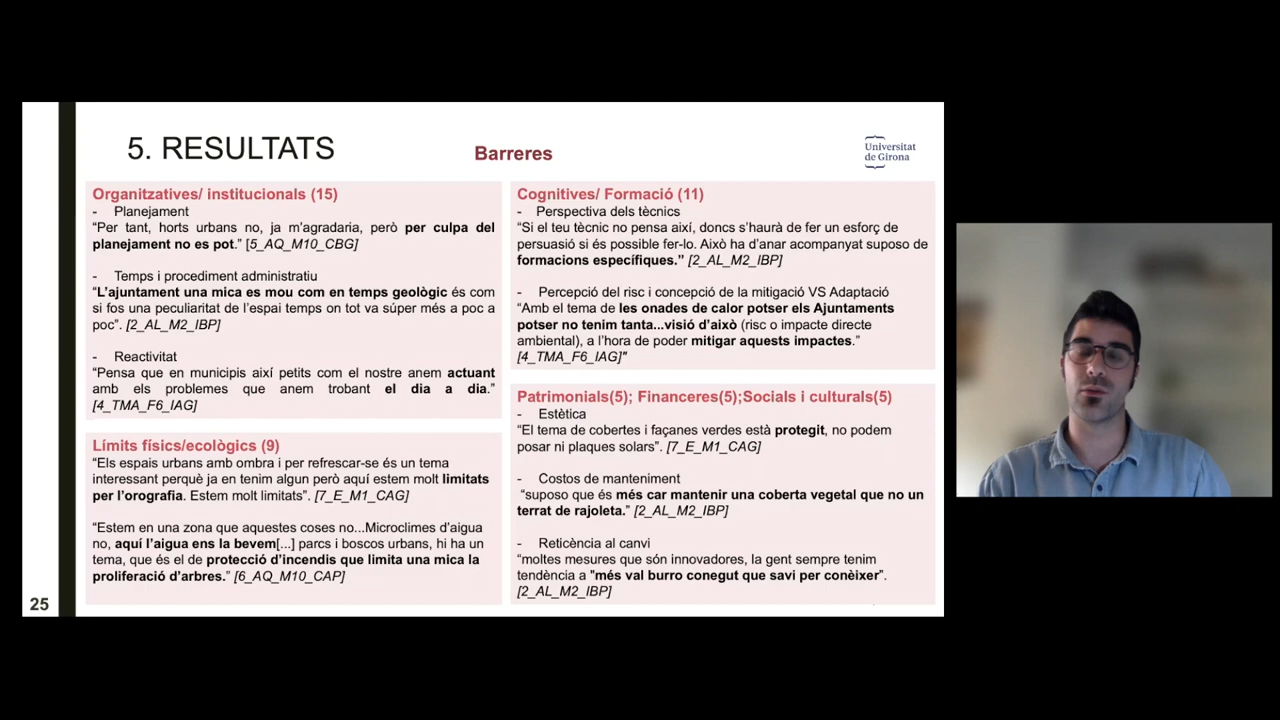 5. RESULTATS
Barreres
Universitat
de Girona
Organitzatives/ institucionals (15)
- Planejament
“Per tant, horts urbans no, ja m’agradaria, però per culpa del
planejament no es pot.” [5_AQ_M10_CBG]
- Temps i procediment administratiu
“L’ajuntament una mica es mou com en temps geològic és com
si fos una peculiaritat de l’espai temps on tot va súper més a poc a
poc”. [2_AL_M2_IBP]
- Reactivitat
“Pensa que en municipis així petits com el nostre anem actuant
amb els problemes que anem trobant el dia a dia.”
[4_TMA_F6_IAG]
Límits físics/ecològics (9)
“Els espais urbans amb ombra i per refrescar-se és un tema
interessant perquè ja en tenim algun però aquí estem molt limitats
per l’orografia. Estem molt limitats”. [7_E_M1_CAG]
“Estem en una zona que aquestes coses no...Microclimes d’aigua
no, aquí l’aigua ens la bevem[...] parcs i boscos urbans, hi ha un
tema, que és el de protecció d’incendis que limita una mica la
proliferació d’arbres.” [6_AQ_M10_CAP]
Cognitives/ Formació (11)
- Perspectiva dels tècnics
“Si el teu tècnic no pensa així, doncs s’haurà de fer un esforç de
persuasió si és possible fer-lo. Això ha d’anar acompanyat suposo de
formacions específiques.” [2_AL_M2_IBP]
- Percepció del risc i concepció de la mitigació VS Adaptació
“Amb el tema de les onades de calor potser els Ajuntaments
potser no tenim tanta...visió d’això (risc o impacte directe
ambiental), a l’hora de poder mitigar aquests impactes.”
[4_TMA_F6_IAG]"
Patrimonials(5); Financeres(5);Socials i culturals(5)
- Estètica
“El tema de cobertes i façanes verdes està protegit, no podem
posar ni plaques solars”. [7_E_M1_CAG]
- Costos de manteniment
“suposo que és més car mantenir una coberta vegetal que no un
terrat de rajoleta.” [2_AL_M2_IBP]
- Reticència al canvi
“moltes mesures que són innovadores, la gent sempre tenim
tendència a "més val burro conegut que savi per conèixer”.
[2_AL_M2_IBP]
25